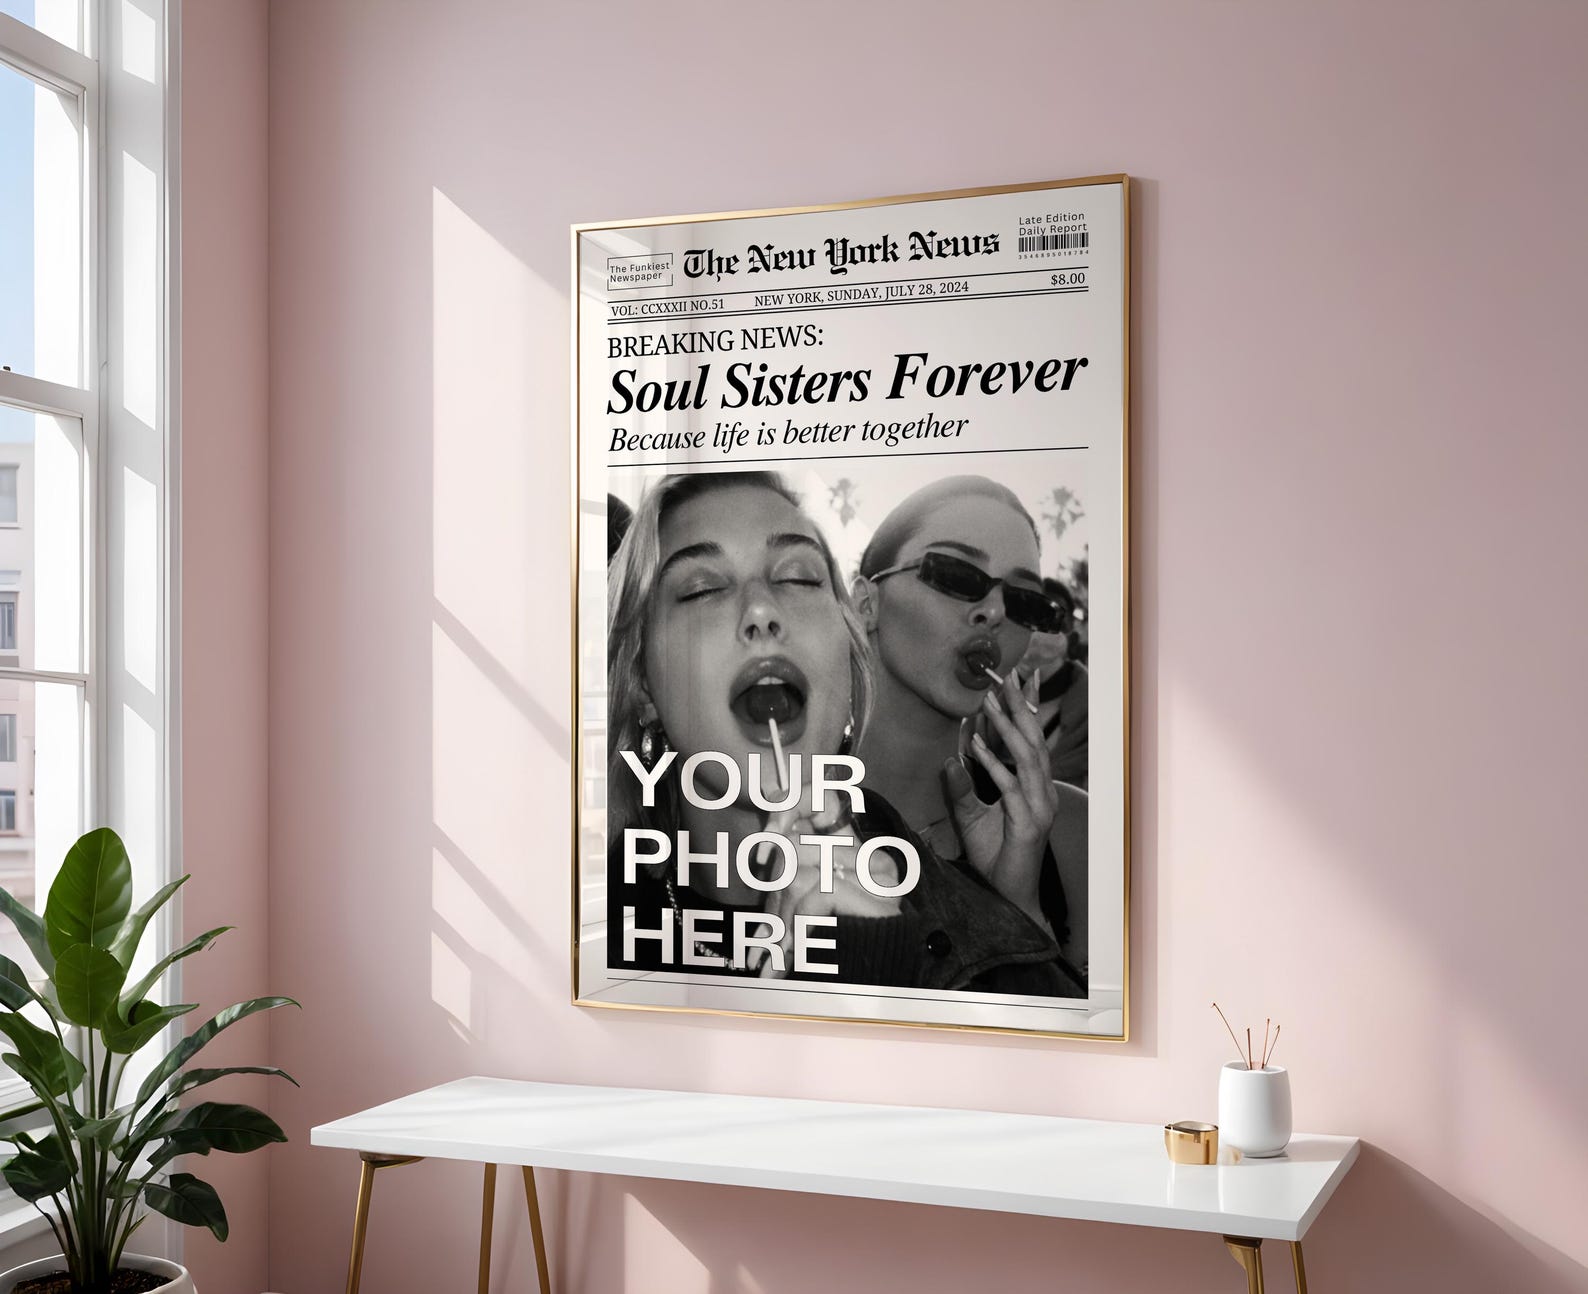 The Funkiest
Newspaper
The New York News
Late Edition
Daily Report
3546895018784
VOL: CCXXXII NO.51
NEW YORK, SUNDAY, JULY 28, 2024
$8.00
BREAKING NEWS:
Soul Sisters Forever
Because life is better together
YOUR
PHOTO
HERE